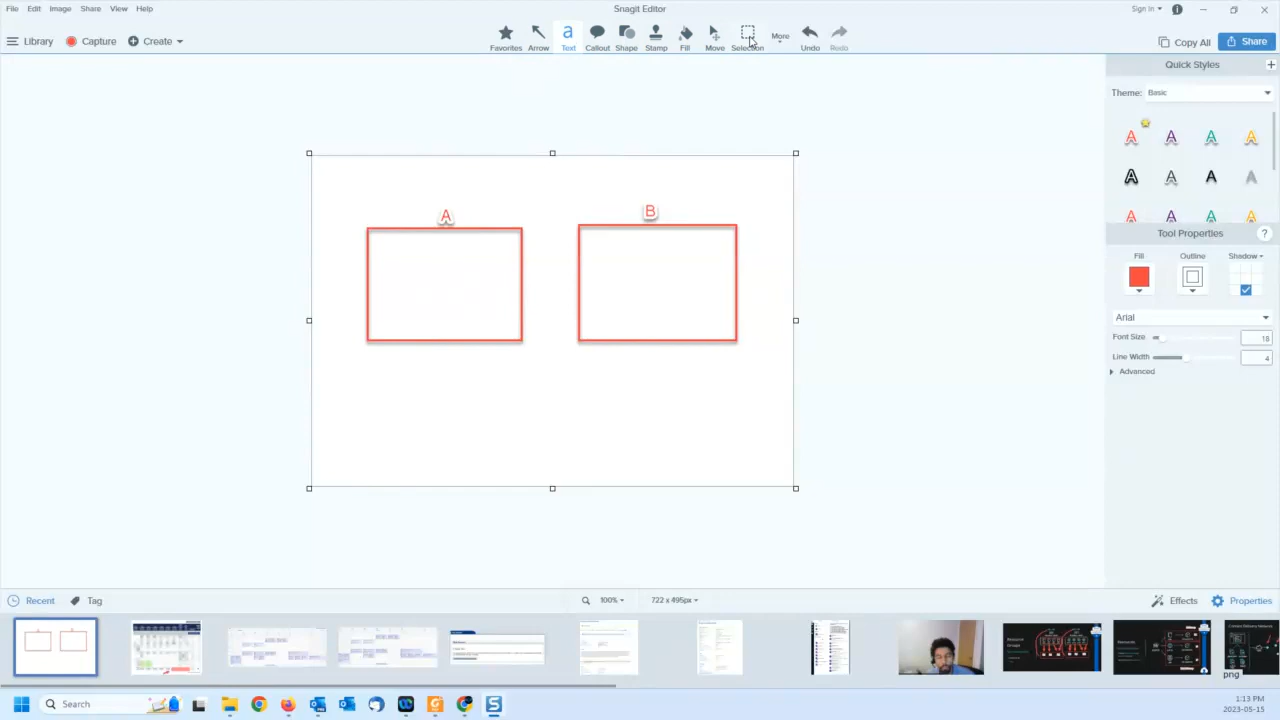 File Edit Image Share View Help
Snagit Editor
Sign In
Library Capture Create
Favorites Arrow Text Callout Shape Stamp Fill Move Selection More Undo Redo
Copy All Share
Quick Styles
Theme: Basic
A A A A
A A A A
A A A A
A B
Tool Properties ?
Fill Outline Shadow
Arial
Font Size 18
Line Width 4
Advanced
Recent Tag
100% 722 x 495px
Effects Properties
png
Search
1:13 PM
2023-05-15